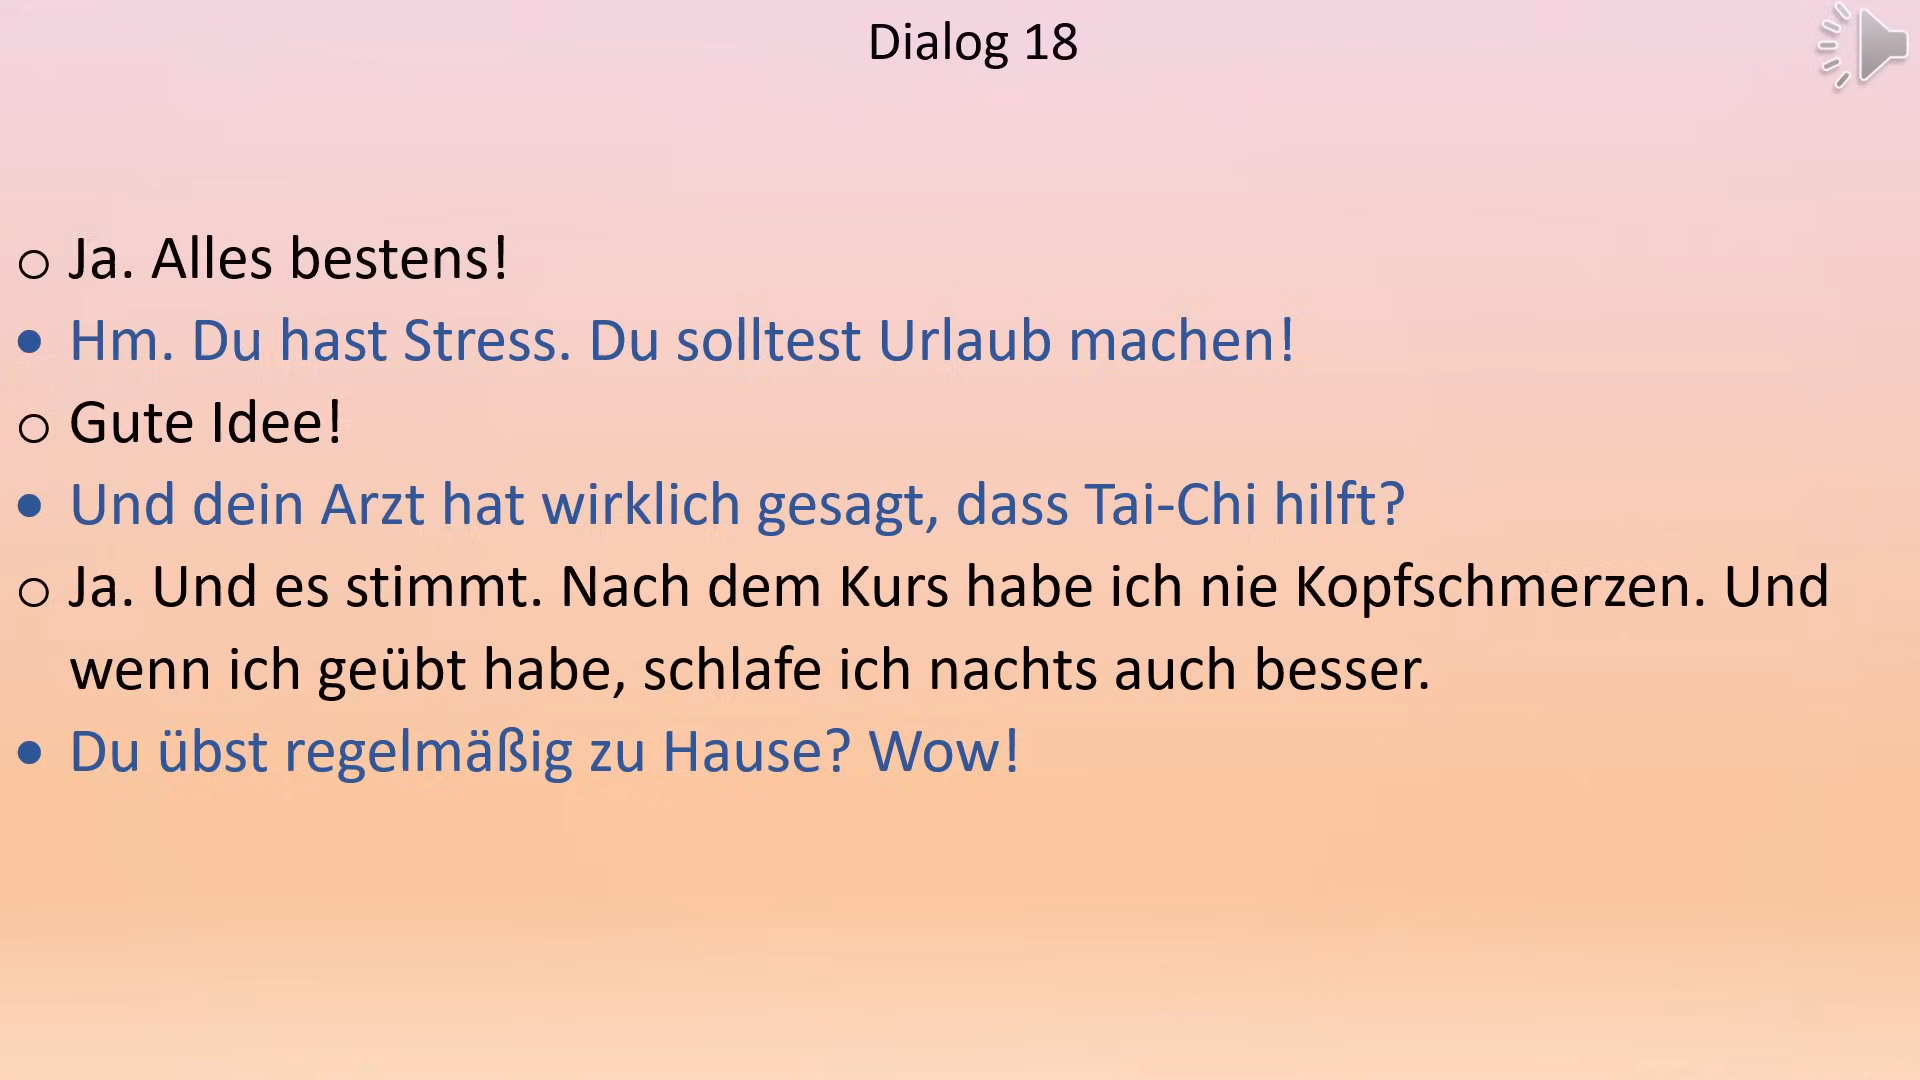 Dialog 18
o Ja. Alles bestens!
• Hm. Du hast Stress. Du solltest Urlaub machen!
o Gute Idee!
• Und dein Arzt hat wirklich gesagt, dass Tai-Chi hilft?
o Ja. Und es stimmt. Nach dem Kurs habe ich nie Kopfschmerzen. Und
wenn ich geübt habe, schlafe ich nachts auch besser.
• Du übst regelmäßig zu Hause? Wow!